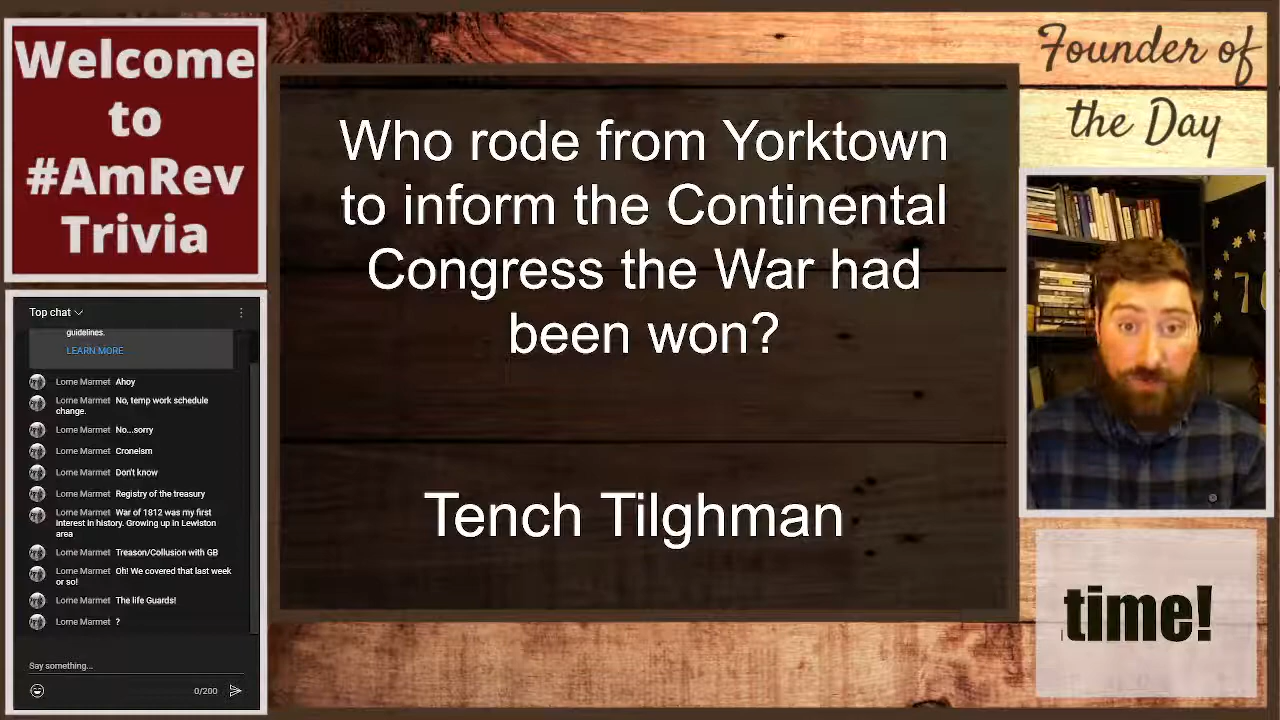 Welcome
to
#AmRev
Trivia
Top chat
guidelines.
LEARN MORE
Lorne Marmet Ahoy
Lorne Marmet No, temp work schedule
change.
Lorne Marmet No...sorry
Lorne Marmet Croneism
Lorne Marmet Don't know
Lorne Marmet Registry of the treasury
Lorne Marmet War of 1812 was my first
interest in history. Growing up in Lewiston
area
Lorne Marmet Treason/Collusion with GB
Lorne Marmet Oh! We covered that last week
or so!
Lorne Marmet The life Guards!
Lorne Marmet ?
Say something...
0/200
Who rode from Yorktown
to inform the Continental
Congress the War had
been won?
Tench Tilghman
Founder of
the Day
time!